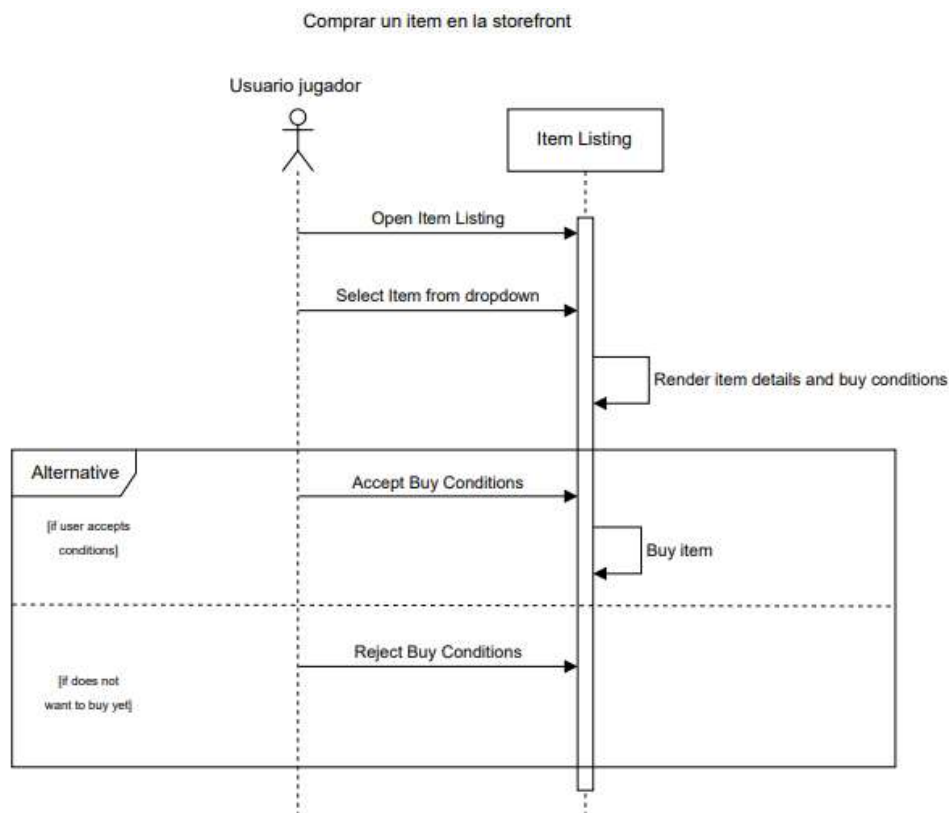 Comprar un item en la storefront
Usuario jugador
Item Listing
Open Item Listing
Select Item from dropdown
Render item details and buy conditions
Alternative
Accept Buy Conditions
[if user accepts
conditions]
Buy item
Reject Buy Conditions
[if does not
want to buy yet]